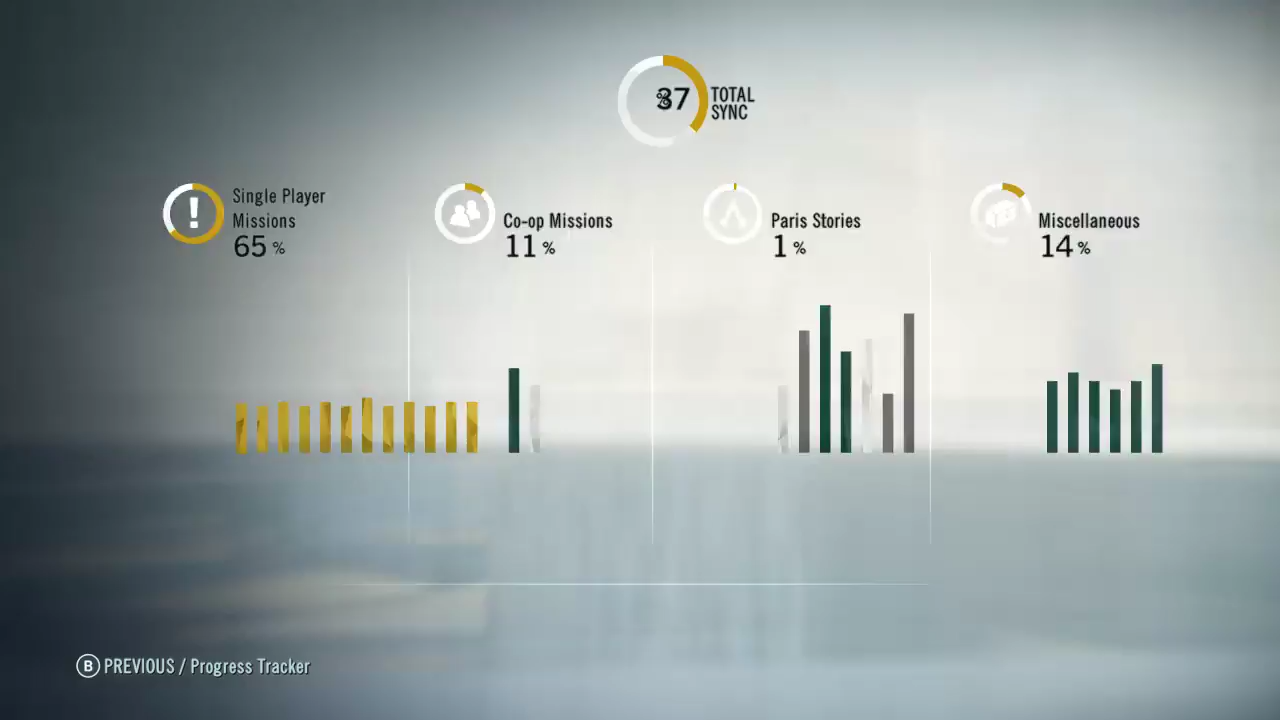 37 %
TOTAL
SYNC
Single Player
Missions
65 %
Co-op Missions
11 %
Paris Stories
1 %
Miscellaneous
14 %
B PREVIOUS / Progress Tracker